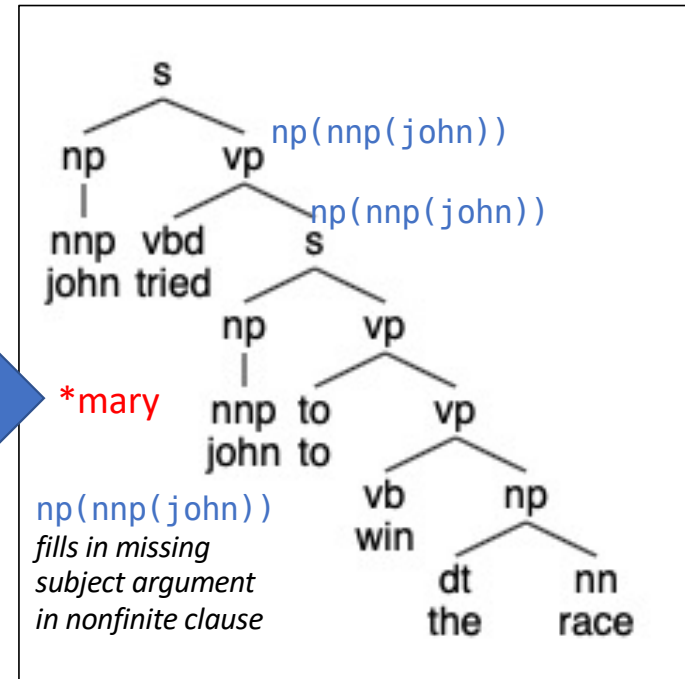 s
np vp np(nnp(john))
nnp vbd np(nnp(john))
john tried s
np vp
*mary nnp to vp
john to
np(nnp(john)) vb np
fills in missing win
subject argument dt nn
in nonfinite clause the race